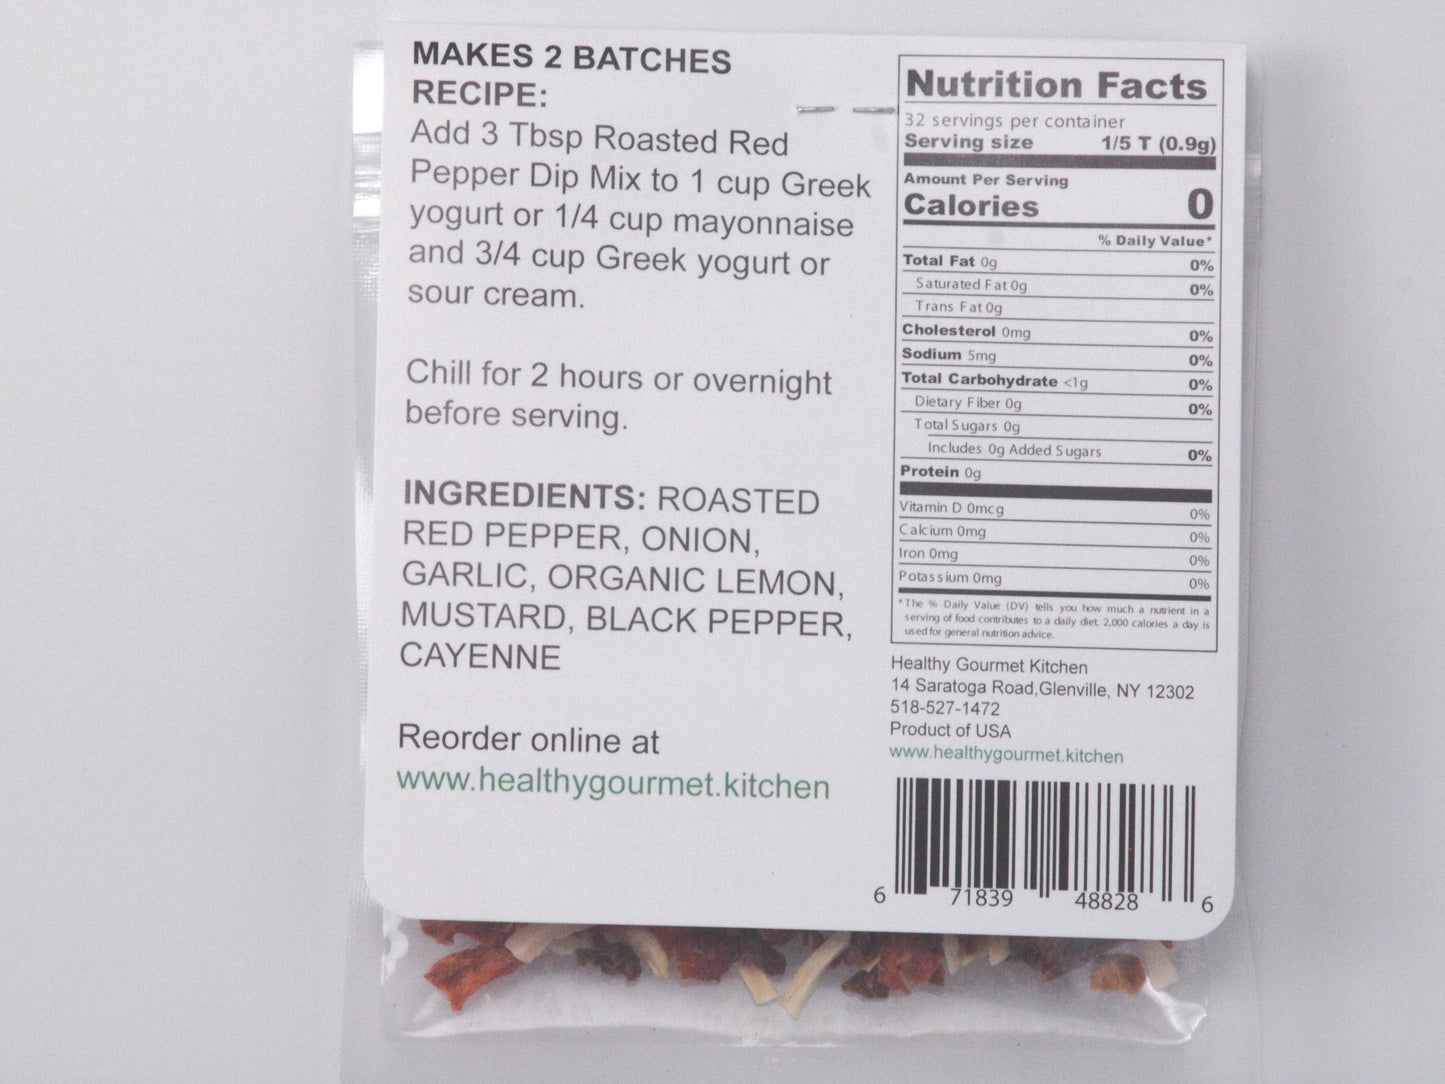 MAKES 2 BATCHES
RECIPE:
Add 3 Tbsp Roasted Red
Pepper Dip Mix to 1 cup Greek
yogurt or 1/4 cup mayonnaise
and 3/4 cup Greek yogurt or
sour cream.
Chill for 2 hours or overnight
before serving.
INGREDIENTS: ROASTED
RED PEPPER, ONION,
GARLIC, ORGANIC LEMON,
MUSTARD, BLACK PEPPER,
CAYENNE
Reorder online at
www.healthygourmet.kitchen
Nutrition Facts
32 servings per container
Serving size 1/5 T (0.9g)
Amount Per Serving
Calories 0
% Daily Value*
Total Fat 0g 0%
Saturated Fat 0g 0%
Trans Fat 0g
Cholesterol 0mg 0%
Sodium 5mg 0%
Total Carbohydrate <1g 0%
Dietary Fiber 0g 0%
Total Sugars 0g
Includes 0g Added Sugars 0%
Protein 0g
Vitamin D 0mcg 0%
Calcium 0mg 0%
Iron 0mg 0%
Potassium 0mg 0%
*The % Daily Value (DV) tells you how much a nutrient in a
serving of food contributes to a daily diet. 2,000 calories a day is
used for general nutrition advice.
Healthy Gourmet Kitchen
14 Saratoga Road,Glenville, NY 12302
518-527-1472
Product of USA
www.healthygourmet.kitchen
6 71839 48828 6